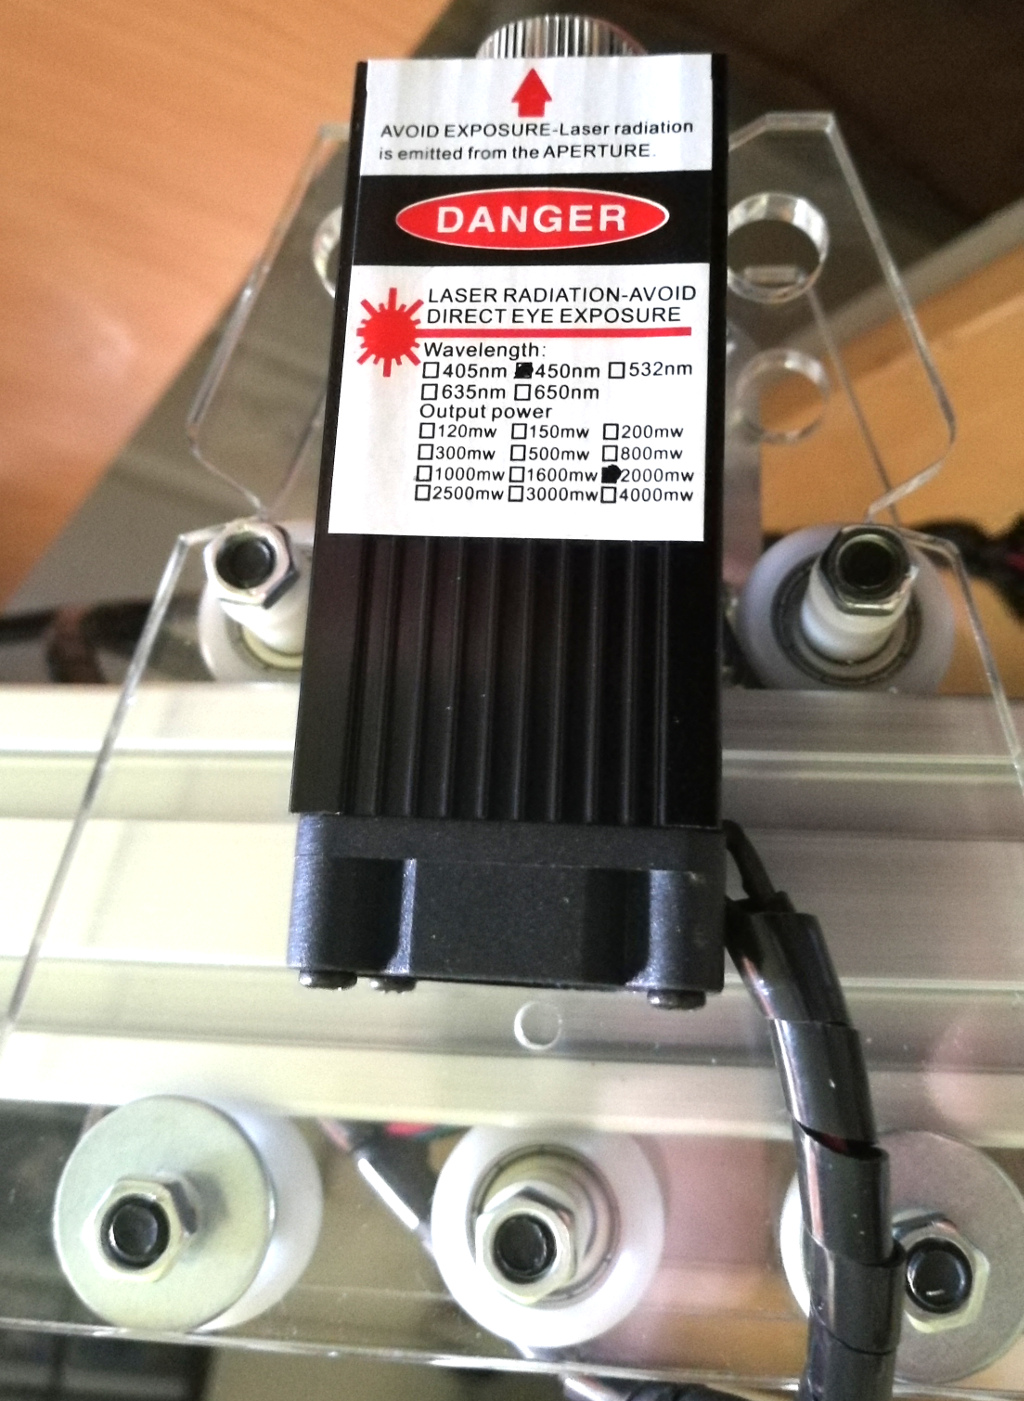 AVOID EXPOSURE-Laser radiation
is emitted from the APERTURE.
DANGER
LASER RADIATION-AVOID
DIRECT EYE EXPOSURE
Wavelength:
☐405nm ■450nm ☐532nm
☐635nm ☐650nm
Output power
☐120mw ☐150mw ☐200mw
☐300mw ☐500mw ☐800mw
☐1000mw ☐1600mw ■2000mw
☐2500mw ☐3000mw ☐4000mw